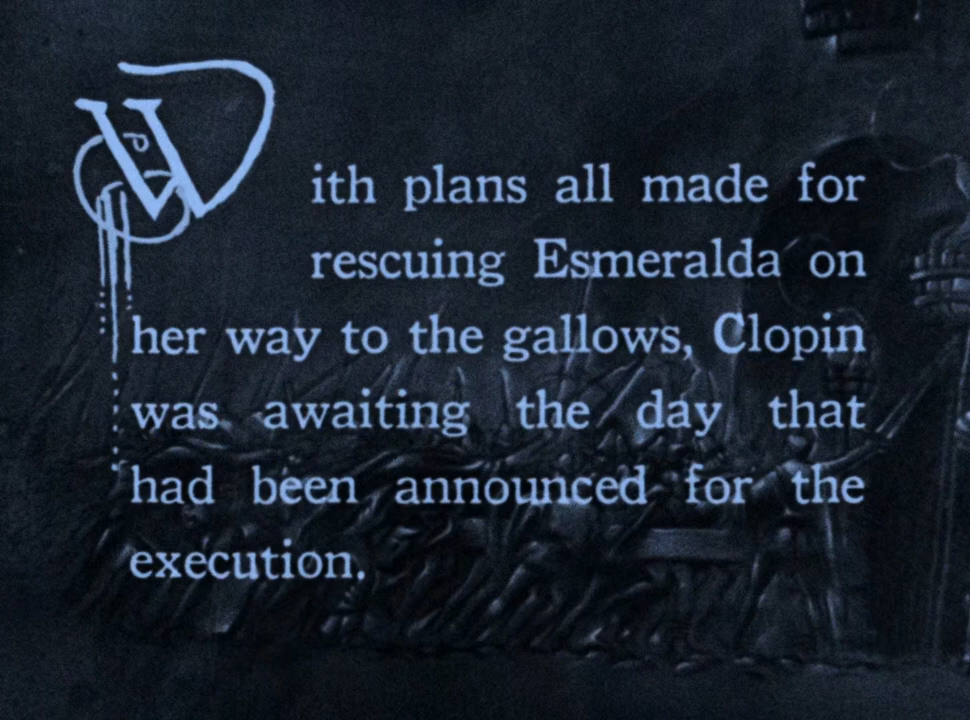 With plans all made for
rescuing Esmeralda on
her way to the gallows, Clopin
was awaiting the day that
had been announced for the
execution.